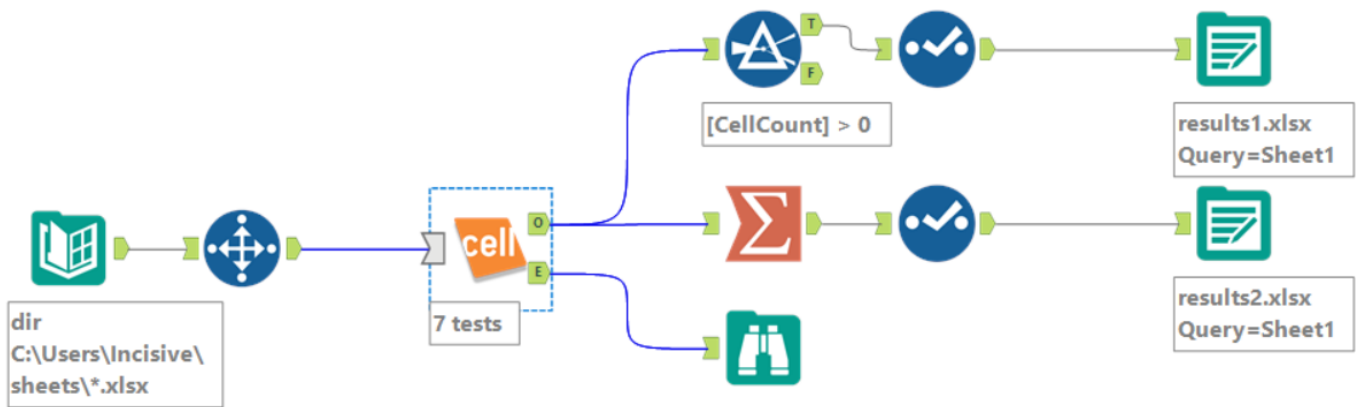 T
F
[CellCount] > 0
results1.xlsx
Query=Sheet1
cell
O
E
7 tests
dir
C:\Users\Incisive\
sheets\*.xlsx
Σ
results2.xlsx
Query=Sheet1